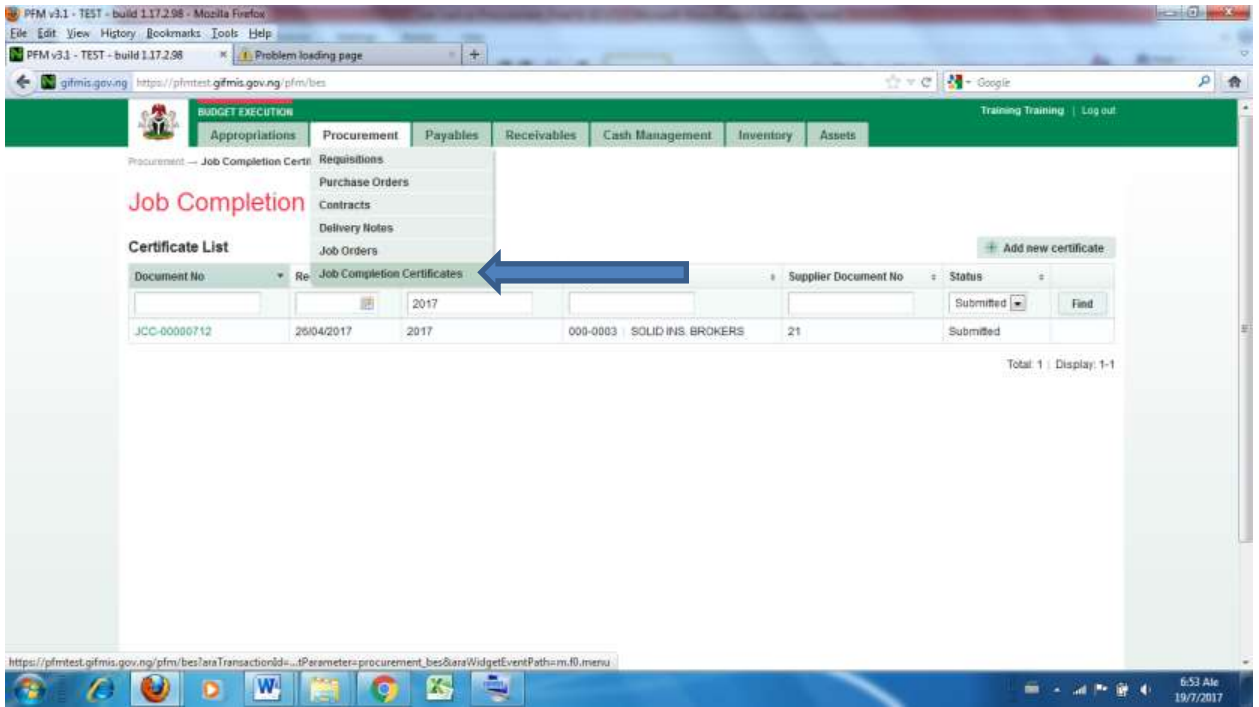 PFM v3.1 - TEST - build 1.17.2.98 - Mozilla Firefox
File Edit View History Bookmarks Tools Help
PFM v3.1 - TEST - build 1.17.2.98 × Problem loading page × +
gifmis.gov.ng https://pfmtest.gifmis.gov.ng/pfm/bes Google
BUDGET EXECUTION Training Training | Log out
Appropriations Procurement Payables Receivables Cash Management Inventory Assets
Procurement — Job Completion Certifi
Requisitions
Purchase Orders
Job Completion
Contracts
Delivery Notes
Certificate List
Job Orders
+ Add new certificate
Document No Re Job Completion Certificates Supplier Document No Status
2017 Submitted Find
JCC-00000712 26/04/2017 2017 000-0003 SOLID INS. BROKERS 21 Submitted
Total: 1 | Display: 1-1
https://pfmtest.gifmis.gov.ng/pfm/bes?araTransactionId=...tParameter=procurement_bes&araWidgetEventPath=m.f0.menu
6:53 Ale
19/7/2017